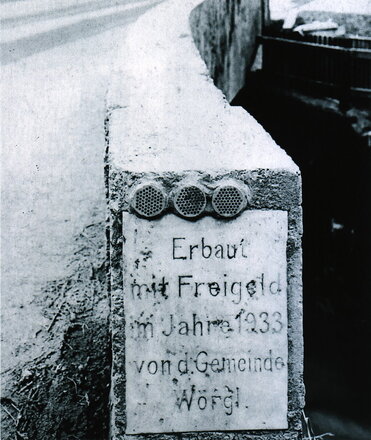 Erbaut
mit Freigeld
im Jahre 1933
von d. Gemeinde
Wörgl.